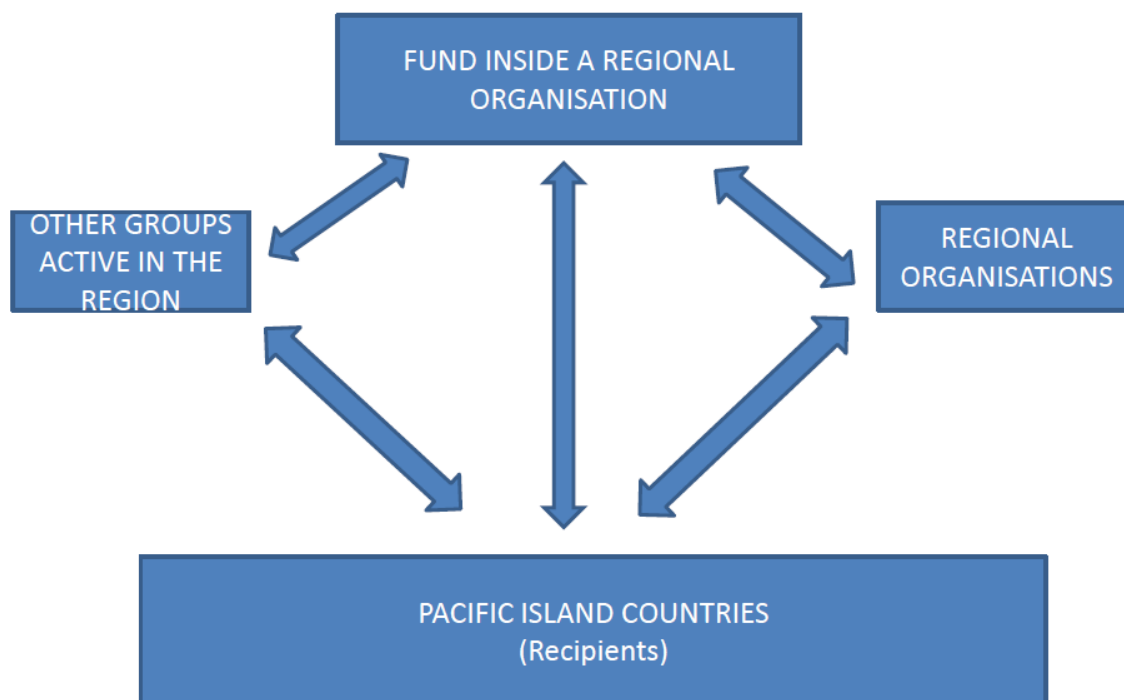 FUND INSIDE A REGIONAL
ORGANISATION
OTHER GROUPS
ACTIVE IN THE
REGION
REGIONAL
ORGANISATIONS
PACIFIC ISLAND COUNTRIES
(Recipients)